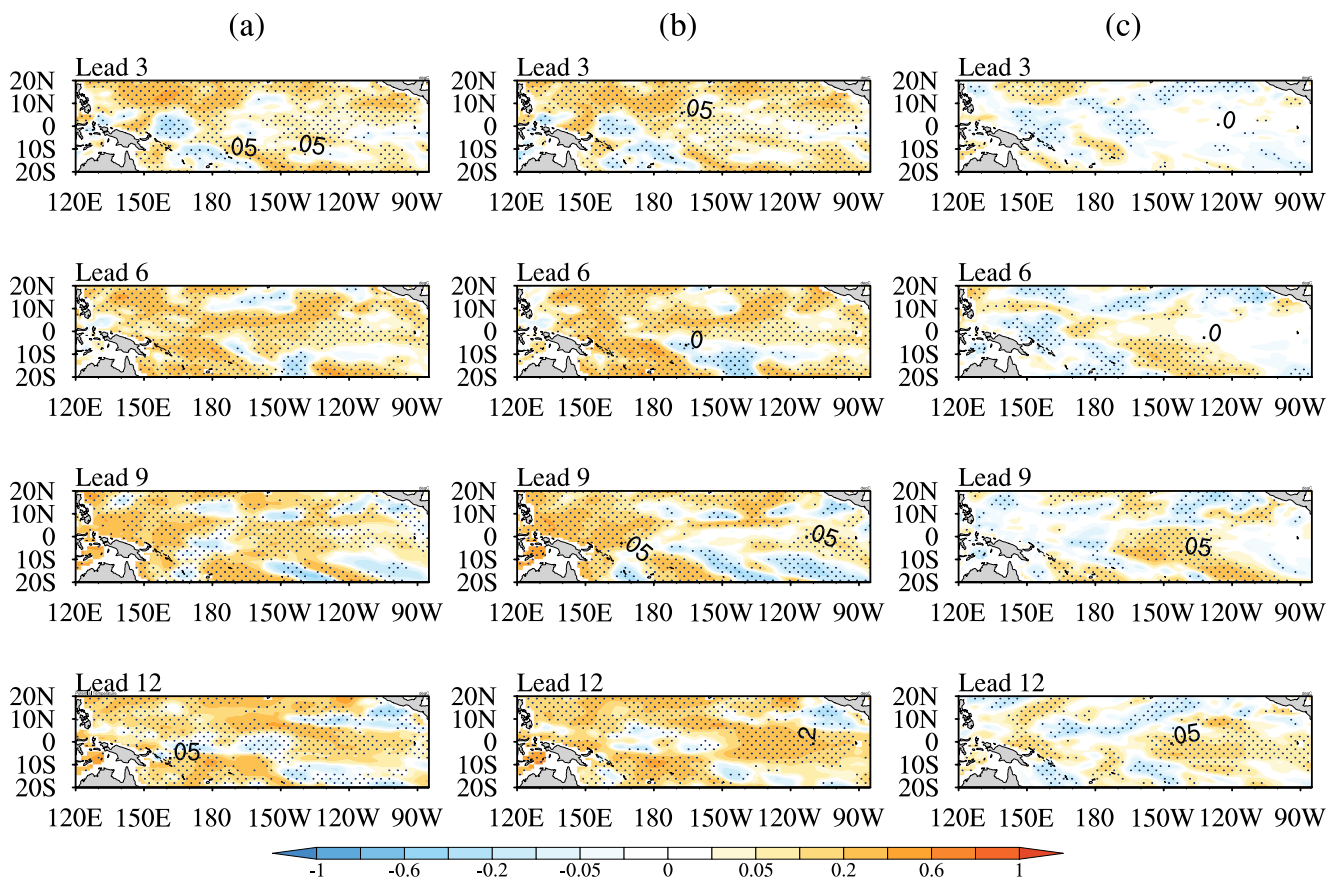 (a) (b) (c)
Lead 3 Lead 3 Lead 3
20N 20N 20N
10N 10N 10N
0 0 0
10S 10S 10S
20S 20S 20S
.05 .05 .05 .0
120E 150E 180 150W 120W 90W 120E 150E 180 150W 120W 90W 120E 150E 180 150W 120W 90W
Lead 6 Lead 6 Lead 6
20N 20N 20N
10N 10N 10N
0 0 0
10S 10S 10S
20S 20S 20S
.0 .0
120E 150E 180 150W 120W 90W 120E 150E 180 150W 120W 90W 120E 150E 180 150W 120W 90W
Lead 9 Lead 9 Lead 9
20N 20N 20N
10N 10N 10N
0 0 0
10S 10S 10S
20S 20S 20S
.05 .05 .05
120E 150E 180 150W 120W 90W 120E 150E 180 150W 120W 90W 120E 150E 180 150W 120W 90W
Lead 12 Lead 12 Lead 12
20N 20N 20N
10N 10N 10N
0 0 0
10S 10S 10S
20S 20S 20S
.05 .2 .05
120E 150E 180 150W 120W 90W 120E 150E 180 150W 120W 90W 120E 150E 180 150W 120W 90W
-1 -0.6 -0.2 -0.05 0 0.05 0.2 0.6 1